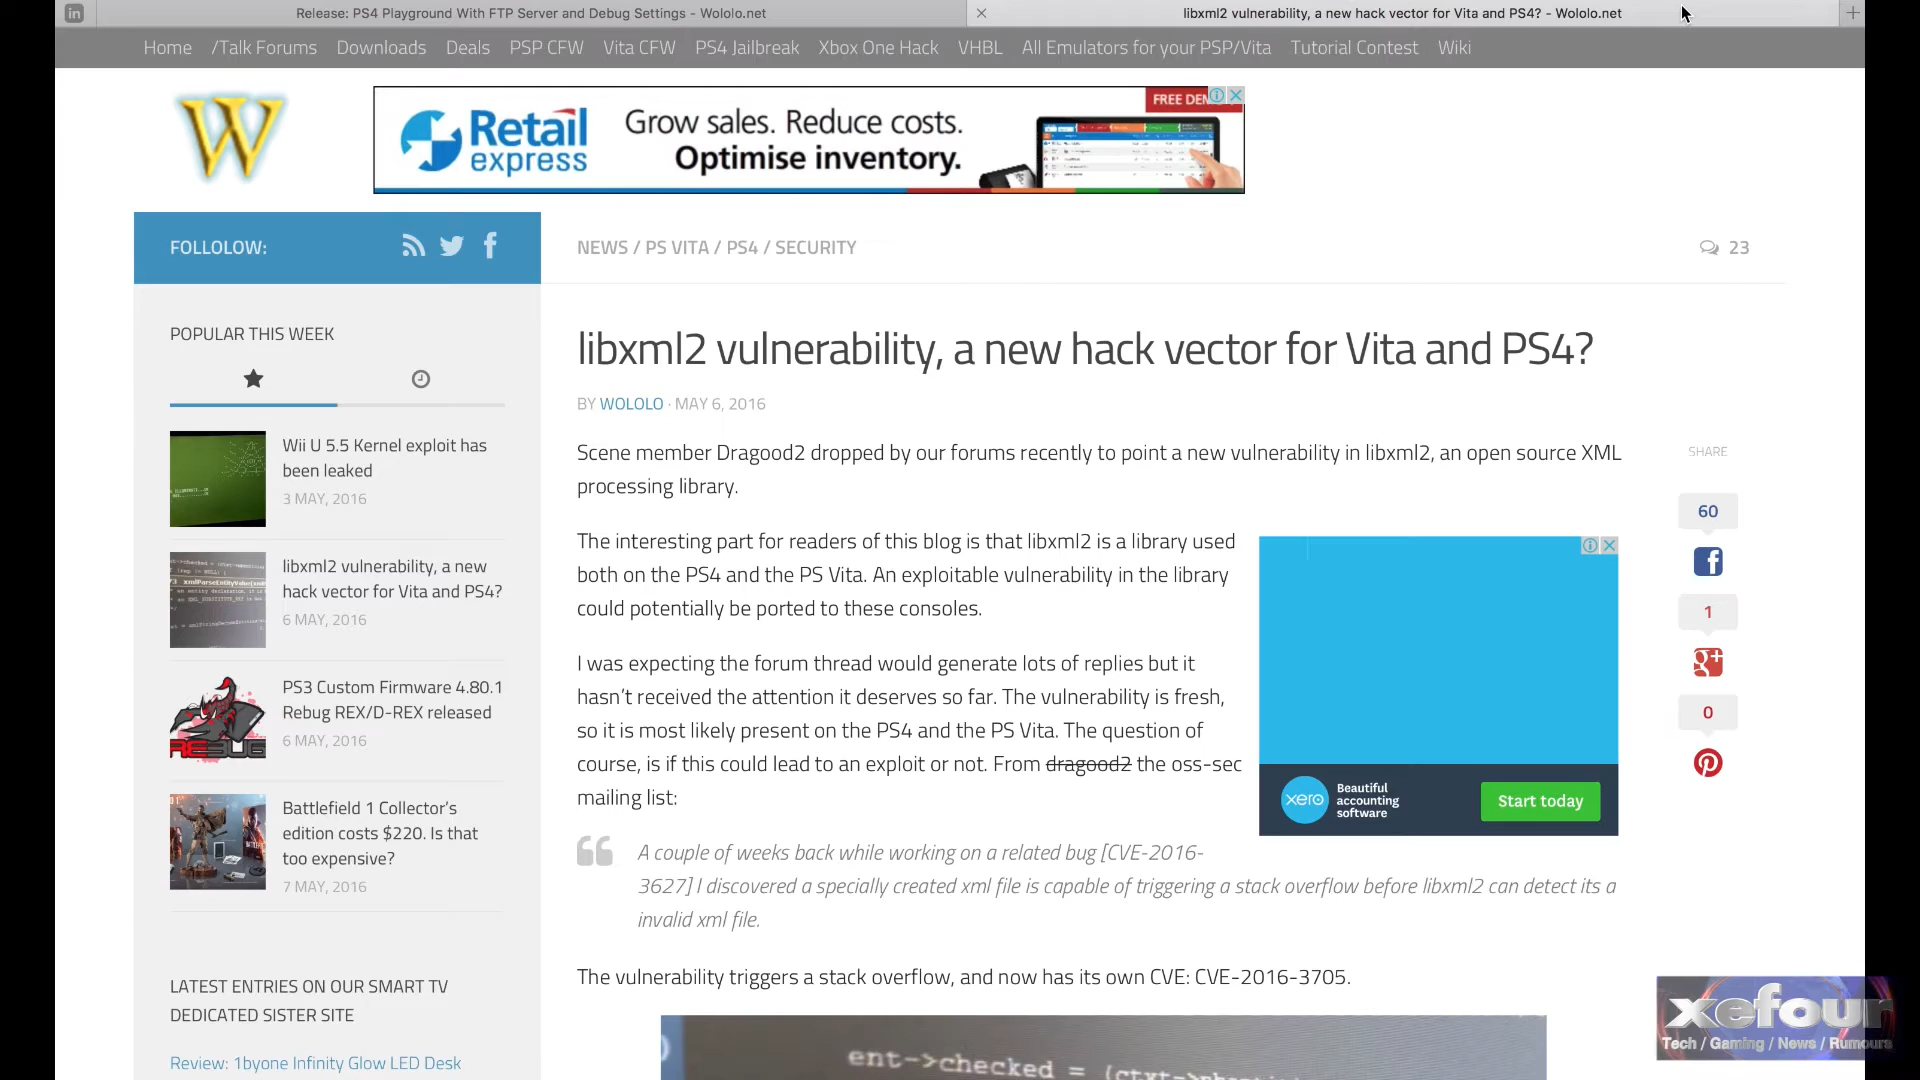 Release: PS4 Playground With FTP Server and Debug Settings - Wololo.net
libxml2 vulnerability, a new hack vector for Vita and PS4? - Wololo.net
Home /Talk Forums Downloads Deals PSP CFW Vita CFW PS4 Jailbreak Xbox One Hack VHBL All Emulators for your PSP/Vita Tutorial Contest Wiki
W
Retail express
Grow sales. Reduce costs.
Optimise inventory.
FREE
FOLLOLOW:
NEWS / PS VITA / PS4 / SECURITY
23
POPULAR THIS WEEK
Wii U 5.5 Kernel exploit has
been leaked
3 MAY, 2016
libxml2 vulnerability, a new
hack vector for Vita and PS4?
6 MAY, 2016
PS3 Custom Firmware 4.80.1
Rebug REX/D-REX released
6 MAY, 2016
REBUG
Battlefield 1 Collector's
edition costs $220. Is that
too expensive?
7 MAY, 2016
LATEST ENTRIES ON OUR SMART TV
DEDICATED SISTER SITE
Review: 1byone Infinity Glow LED Desk
libxml2 vulnerability, a new hack vector for Vita and PS4?
BY WOLOLO · MAY 6, 2016
Scene member Dragood2 dropped by our forums recently to point a new vulnerability in libxml2, an open source XML
processing library.
The interesting part for readers of this blog is that libxml2 is a library used
both on the PS4 and the PS Vita. An exploitable vulnerability in the library
could potentially be ported to these consoles.
I was expecting the forum thread would generate lots of replies but it
hasn't received the attention it deserves so far. The vulnerability is fresh,
so it is most likely present on the PS4 and the PS Vita. The question of
course, is if this could lead to an exploit or not. From dragood2 the oss-sec
mailing list:
A couple of weeks back while working on a related bug [CVE-2016-
3627] I discovered a specially created xml file is capable of triggering a stack overflow before libxml2 can detect its a
invalid xml file.
The vulnerability triggers a stack overflow, and now has its own CVE: CVE-2016-3705.
ent->checked =
xero
Beautiful
accounting
software
Start today
SHARE
60
1
0
xefour
Tech / Gaming / News / Rumours